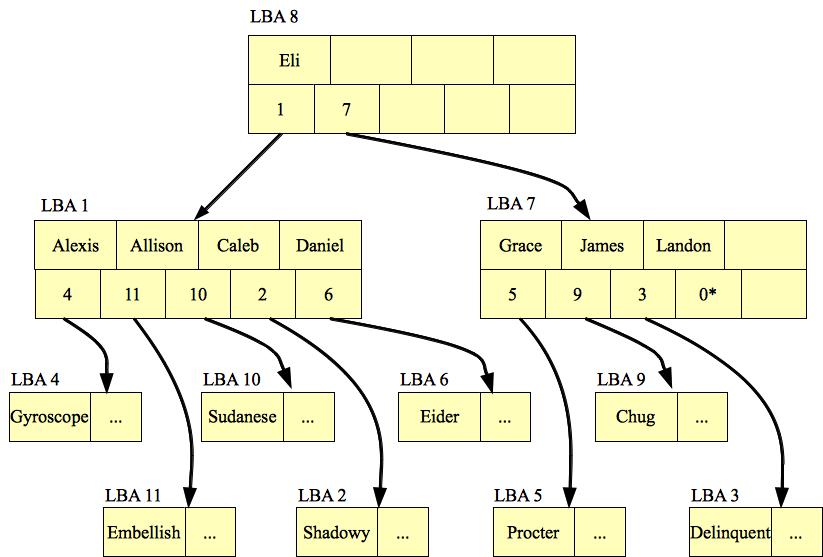 LBA 8
Eli
1 7
LBA 1
LBA 7
Alexis Allison Caleb Daniel
Grace James Landon
4 11 10 2 6
5 9 3 0*
LBA 4
LBA 10
LBA 6
LBA 9
Gyroscope ...
Sudanese ...
Eider ...
Chug ...
LBA 11
LBA 2
LBA 5
LBA 3
Embellish ...
Shadowy ...
Procter ...
Delinquent ...